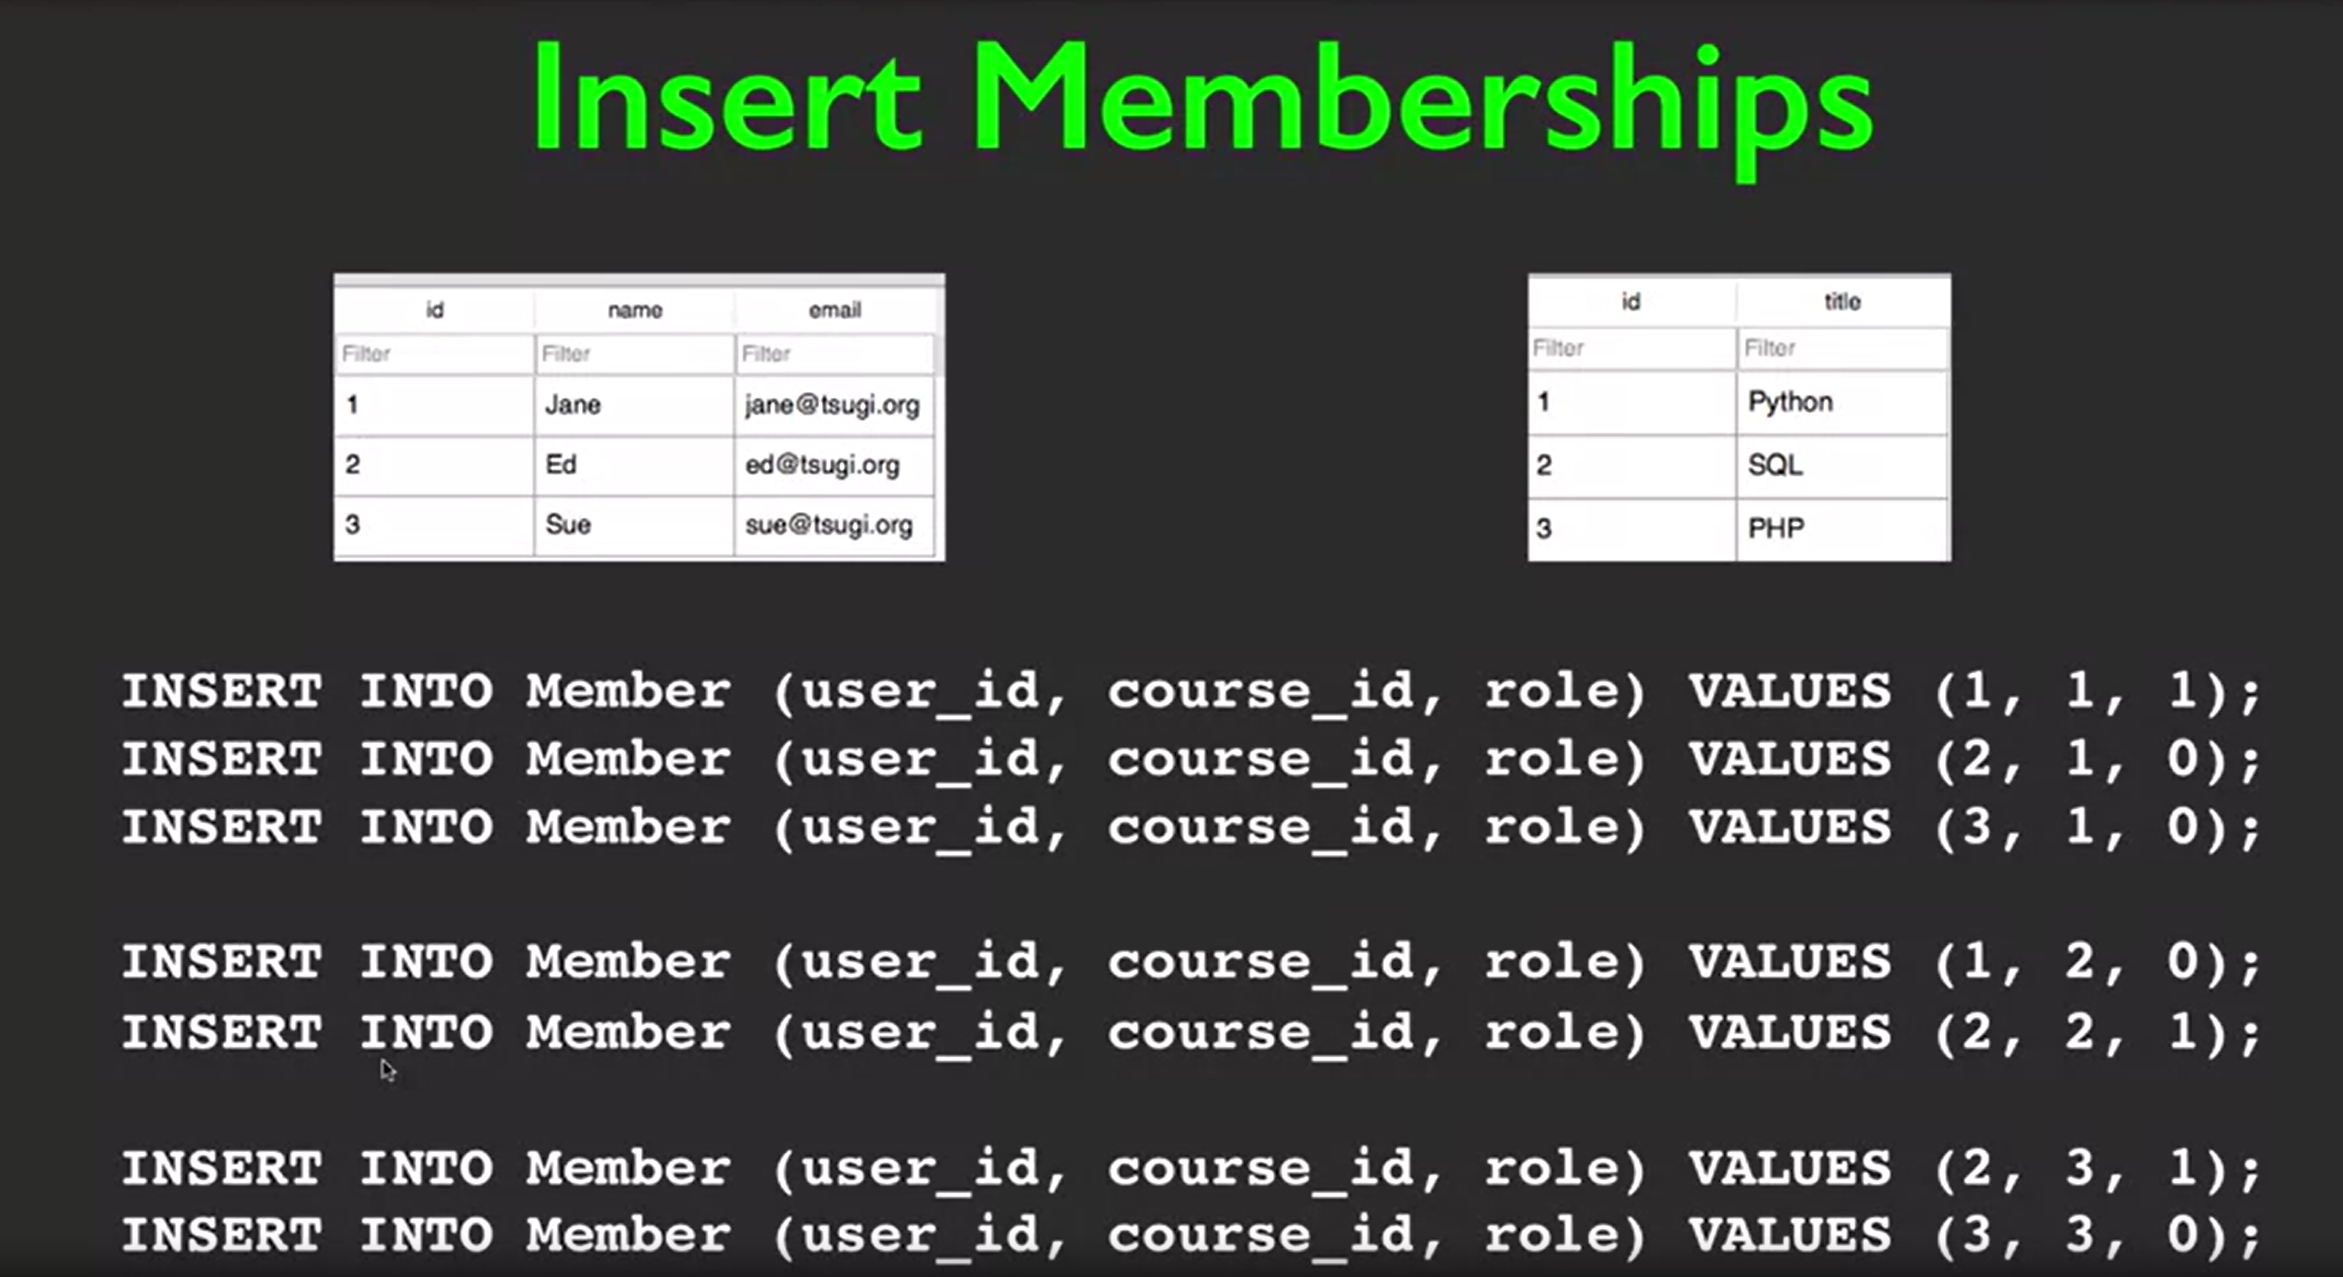 Insert Memberships
id name email
Filter Filter Filter
1 Jane jane@tsugi.org
2 Ed ed@tsugi.org
3 Sue sue@tsugi.org
id title
Filter Filter
1 Python
2 SQL
3 PHP
INSERT INTO Member (user_id, course_id, role) VALUES (1, 1, 1);
INSERT INTO Member (user_id, course_id, role) VALUES (2, 1, 0);
INSERT INTO Member (user_id, course_id, role) VALUES (3, 1, 0);
INSERT INTO Member (user_id, course_id, role) VALUES (1, 2, 0);
INSERT INTO Member (user_id, course_id, role) VALUES (2, 2, 1);
INSERT INTO Member (user_id, course_id, role) VALUES (2, 3, 1);
INSERT INTO Member (user_id, course_id, role) VALUES (3, 3, 0);